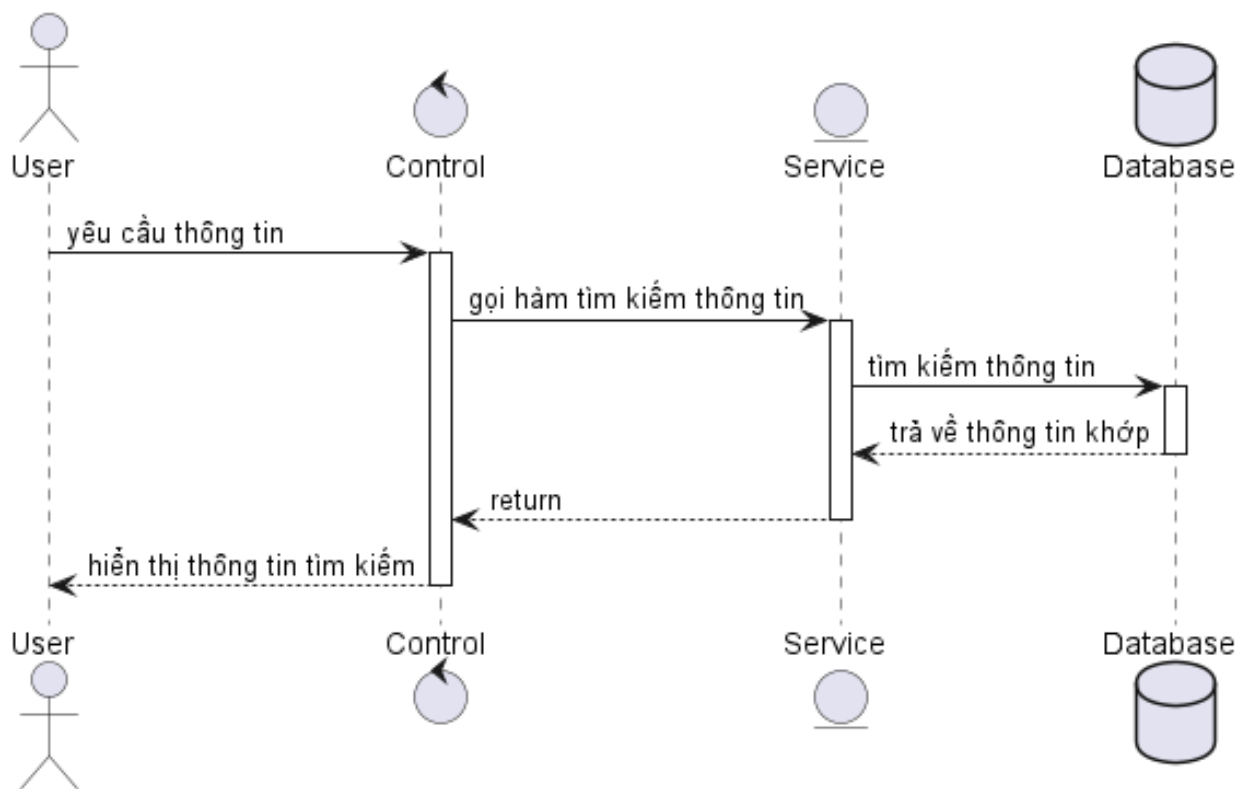 User
Control
Service
Database
yêu cầu thông tin
gọi hàm tìm kiếm thông tin
tìm kiếm thông tin
trả về thông tin khớp
return
hiển thị thông tin tìm kiếm
User
Control
Service
Database